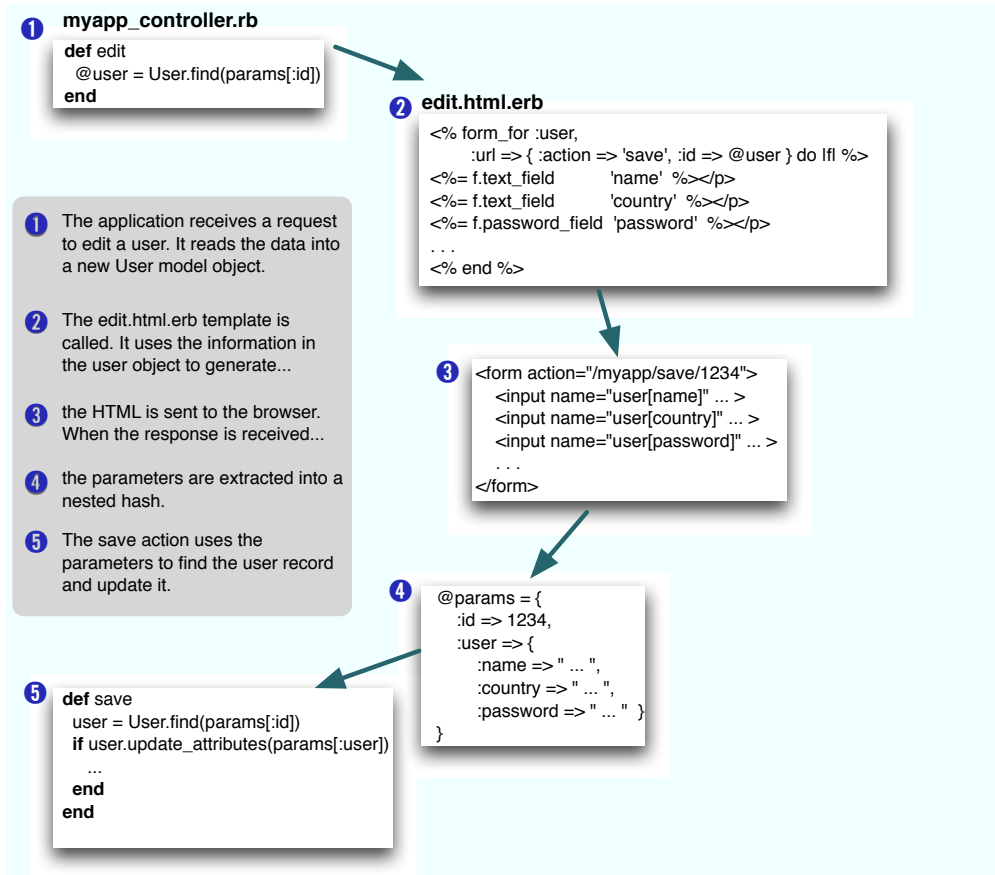 1 myapp_controller.rb
def edit
@user = User.find(params[:id])
end
2 edit.html.erb
<% form_for :user,
:url => { :action => 'save', :id => @user } do |f| %>
<%= f.text_field 'name' %></p>
<%= f.text_field 'country' %></p>
<%= f.password_field 'password' %></p>
. . .
<% end %>
1 The application receives a request
to edit a user. It reads the data into
a new User model object.
2 The edit.html.erb template is
called. It uses the information in
the user object to generate...
3 the HTML is sent to the browser.
When the response is received...
4 the parameters are extracted into a
nested hash.
5 The save action uses the
parameters to find the user record
and update it.
3 <form action="/myapp/save/1234">
<input name="user[name]" ... >
<input name="user[country]" ... >
<input name="user[password]" ... >
. . .
</form>
4 @params = {
:id => 1234,
:user => {
:name => " ... ",
:country => " ... ",
:password => " ... " }
}
5 def save
user = User.find(params[:id])
if user.update_attributes(params[:user])
...
end
end